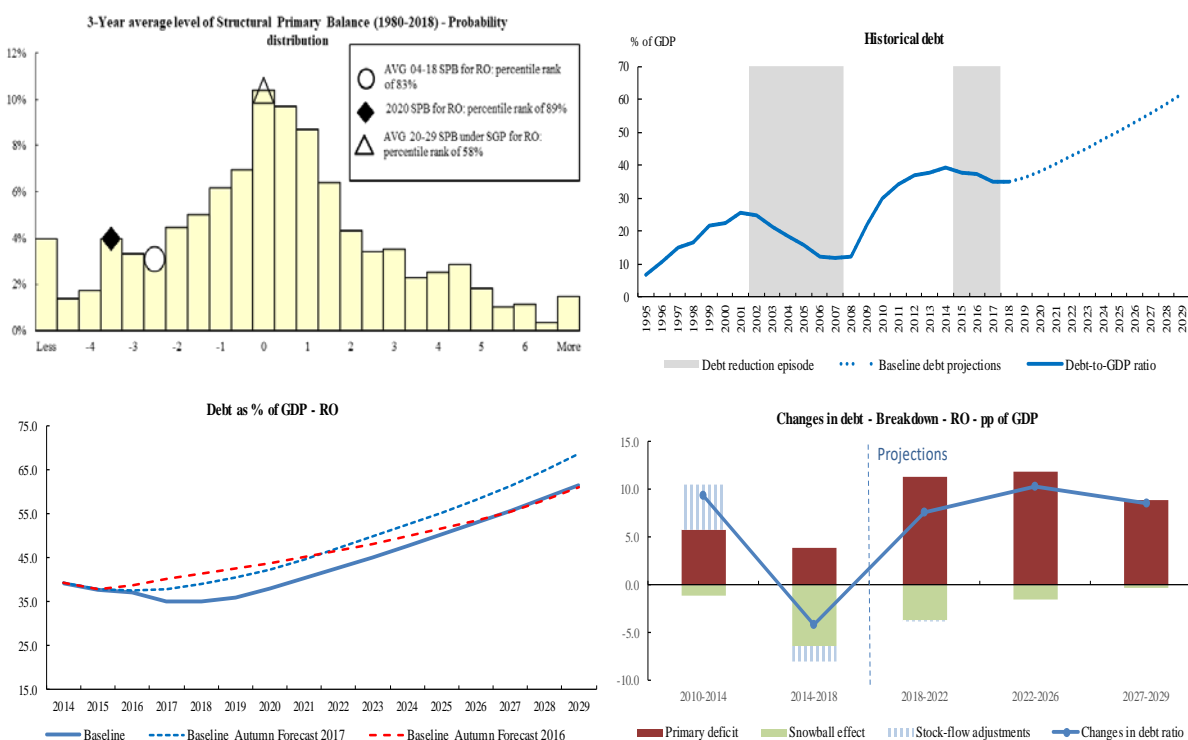 3-Year average level of Structural Primary Balance (1980-2018) - Probability
distribution
12%
10%
8%
6%
4%
2%
0%
AVG 04-18 SPB for RO: percentile rank
of 83%
2020 SPB for RO: percentile rank of 89%
AVG 20-29 SPB under SGP for RO:
percentile rank of 58%
Less -4 -3 -2 -1 0 1 2 3 4 5 6 More
% of GDP
Historical debt
70
60
50
40
30
20
10
0
1995 1996 1997 1998 1999 2000 2001 2002 2003 2004 2005 2006 2007 2008 2009 2010 2011 2012 2013 2014 2015 2016 2017 2018 2019 2020 2021 2022 2023 2024 2025 2026 2027 2028 2029
Debt reduction episode Baseline debt projections Debt-to-GDP ratio
Debt as % of GDP - RO
75.0
65.0
55.0
45.0
35.0
25.0
15.0
2014 2015 2016 2017 2018 2019 2020 2021 2022 2023 2024 2025 2026 2027 2028 2029
Baseline Baseline Autumn Forecast 2017 Baseline Autumn Forecast 2016
Changes in debt - Breakdown - RO - pp of GDP
15.0
10.0
5.0
0.0
-5.0
-10.0
Projections
2010-2014 2014-2018 2018-2022 2022-2026 2027-2029
Primary deficit Snowball effect Stock-flow adjustments Changes in debt ratio